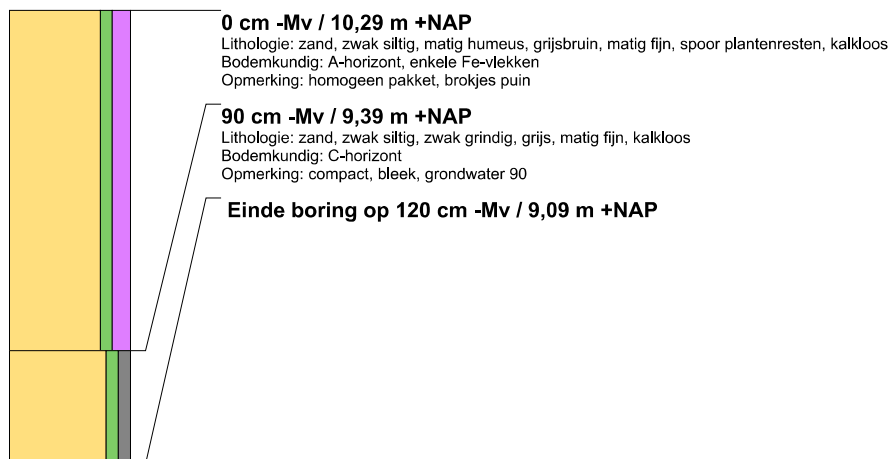 0 cm -Mv / 10,29 m +NAP
Lithologie: zand, zwak siltig, matig humeus, grijsbruin, matig fijn, spoor plantenresten, kalkloos
Bodemkundig: A-horizont, enkele Fe-vlekken
Opmerking: homogeen pakket, brokjes puin
90 cm -Mv / 9,39 m +NAP
Lithologie: zand, zwak siltig, zwak grindig, grijs, matig fijn, kalkloos
Bodemkundig: C-horizont
Opmerking: compact, bleek, grondwater 90
Einde boring op 120 cm -Mv / 9,09 m +NAP